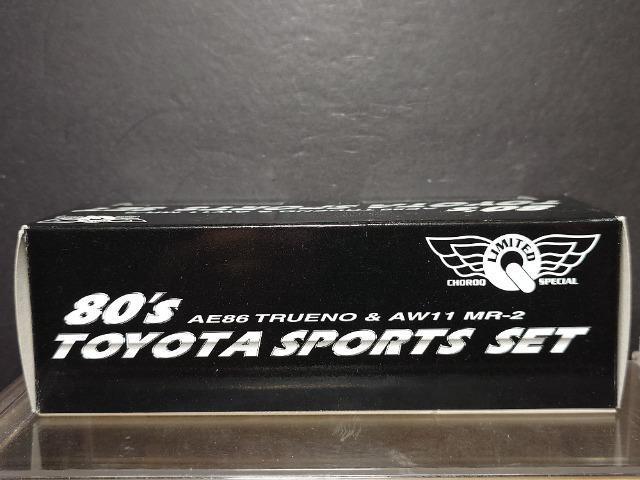 LIMITED
CHOROQ SPECIAL
80's AE86 TRUENO & AW11 MR-2
TOYOTA SPORTS SET